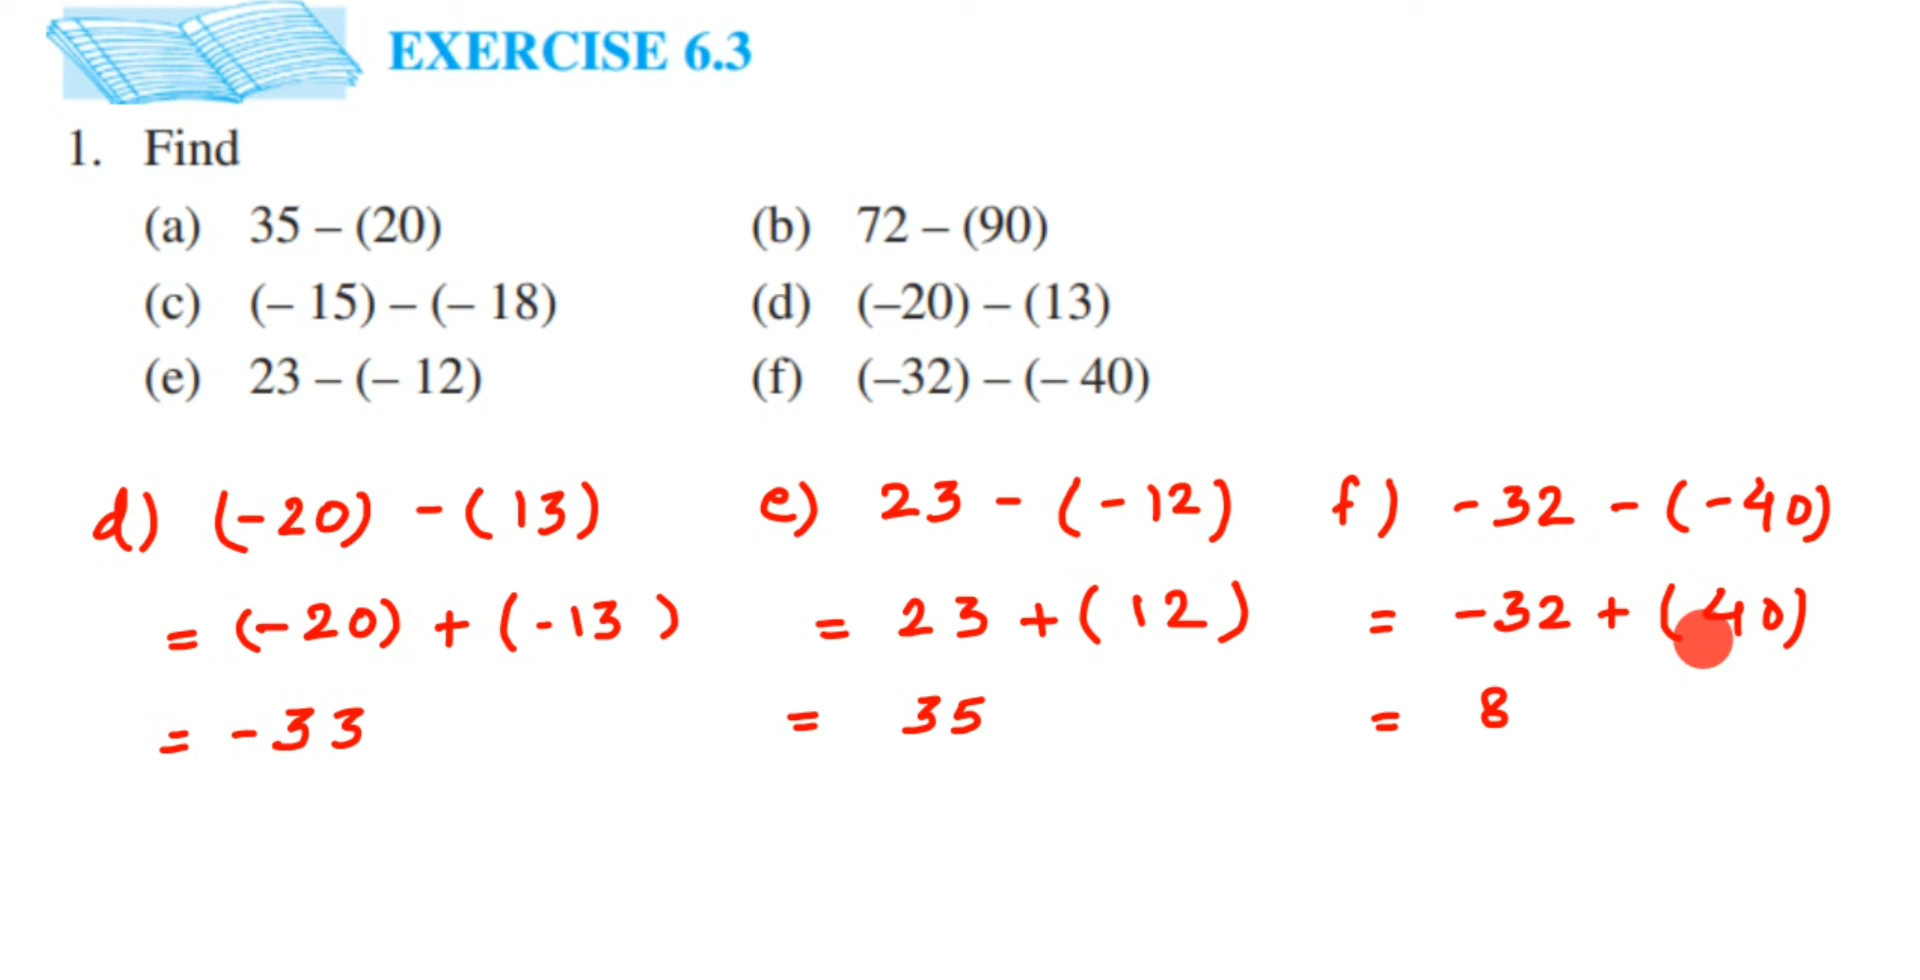 EXERCISE 6.3
1. Find
(a) 35 – (20) (b) 72 – (90)
(c) (– 15) – (– 18) (d) (–20) – (13)
(e) 23 – (– 12) (f) (–32) – (– 40)
d) (-20) - (13) e) 23 - (-12) f) -32 - (-40)
= (-20) + (-13) = 23 + (12) = -32 + (40)
= -33 = 35 = 8